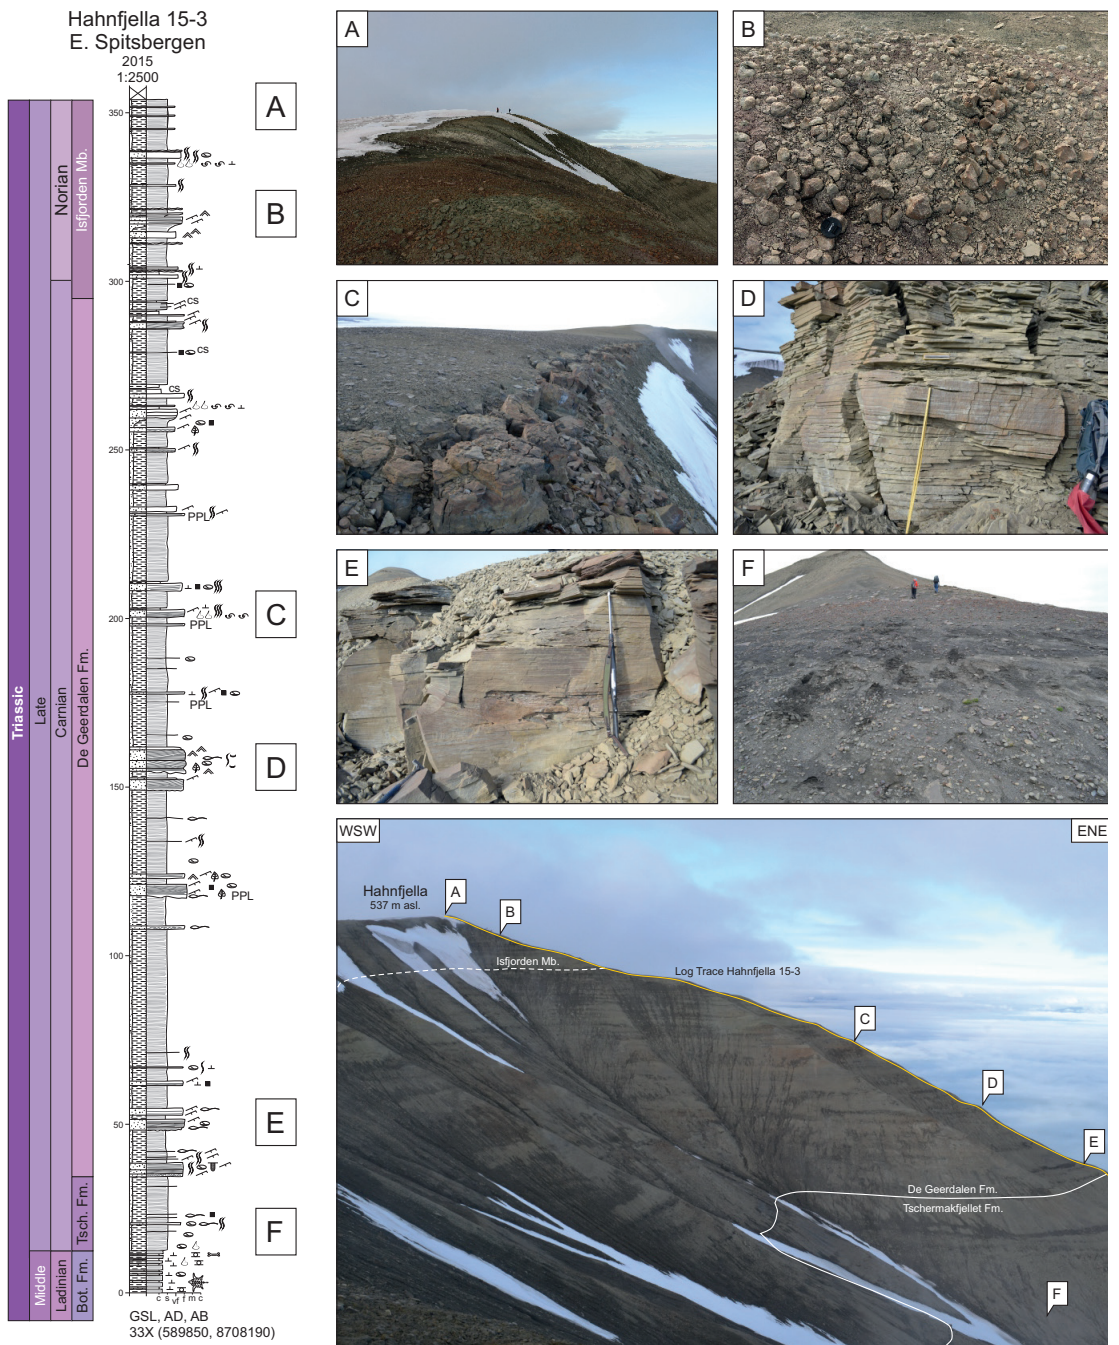 Hahnfjella 15-3
E. Spitsbergen
2015
1:2500
Triassic
Late
Middle
Norian
Carnian
Ladinian
Isfjorden Mb.
De Geerdalen Fm.
Tsch. Fm.
Bot. Fm.
350
300
250
200
150
100
50
0
cs
cs
cs
PPL
PPL
PPL
PPL
c s vf f m c
GSL, AD, AB
33X (589850, 8708190)
A
B
C
D
E
F
A
B
C
D
E
F
WSW
ENE
Hahnfjella
537 m asl.
A
B
Isfjorden Mb.
Log Trace Hahnfjella 15-3
C
D
E
De Geerdalen Fm.
Tschermakfjellet Fm.
F